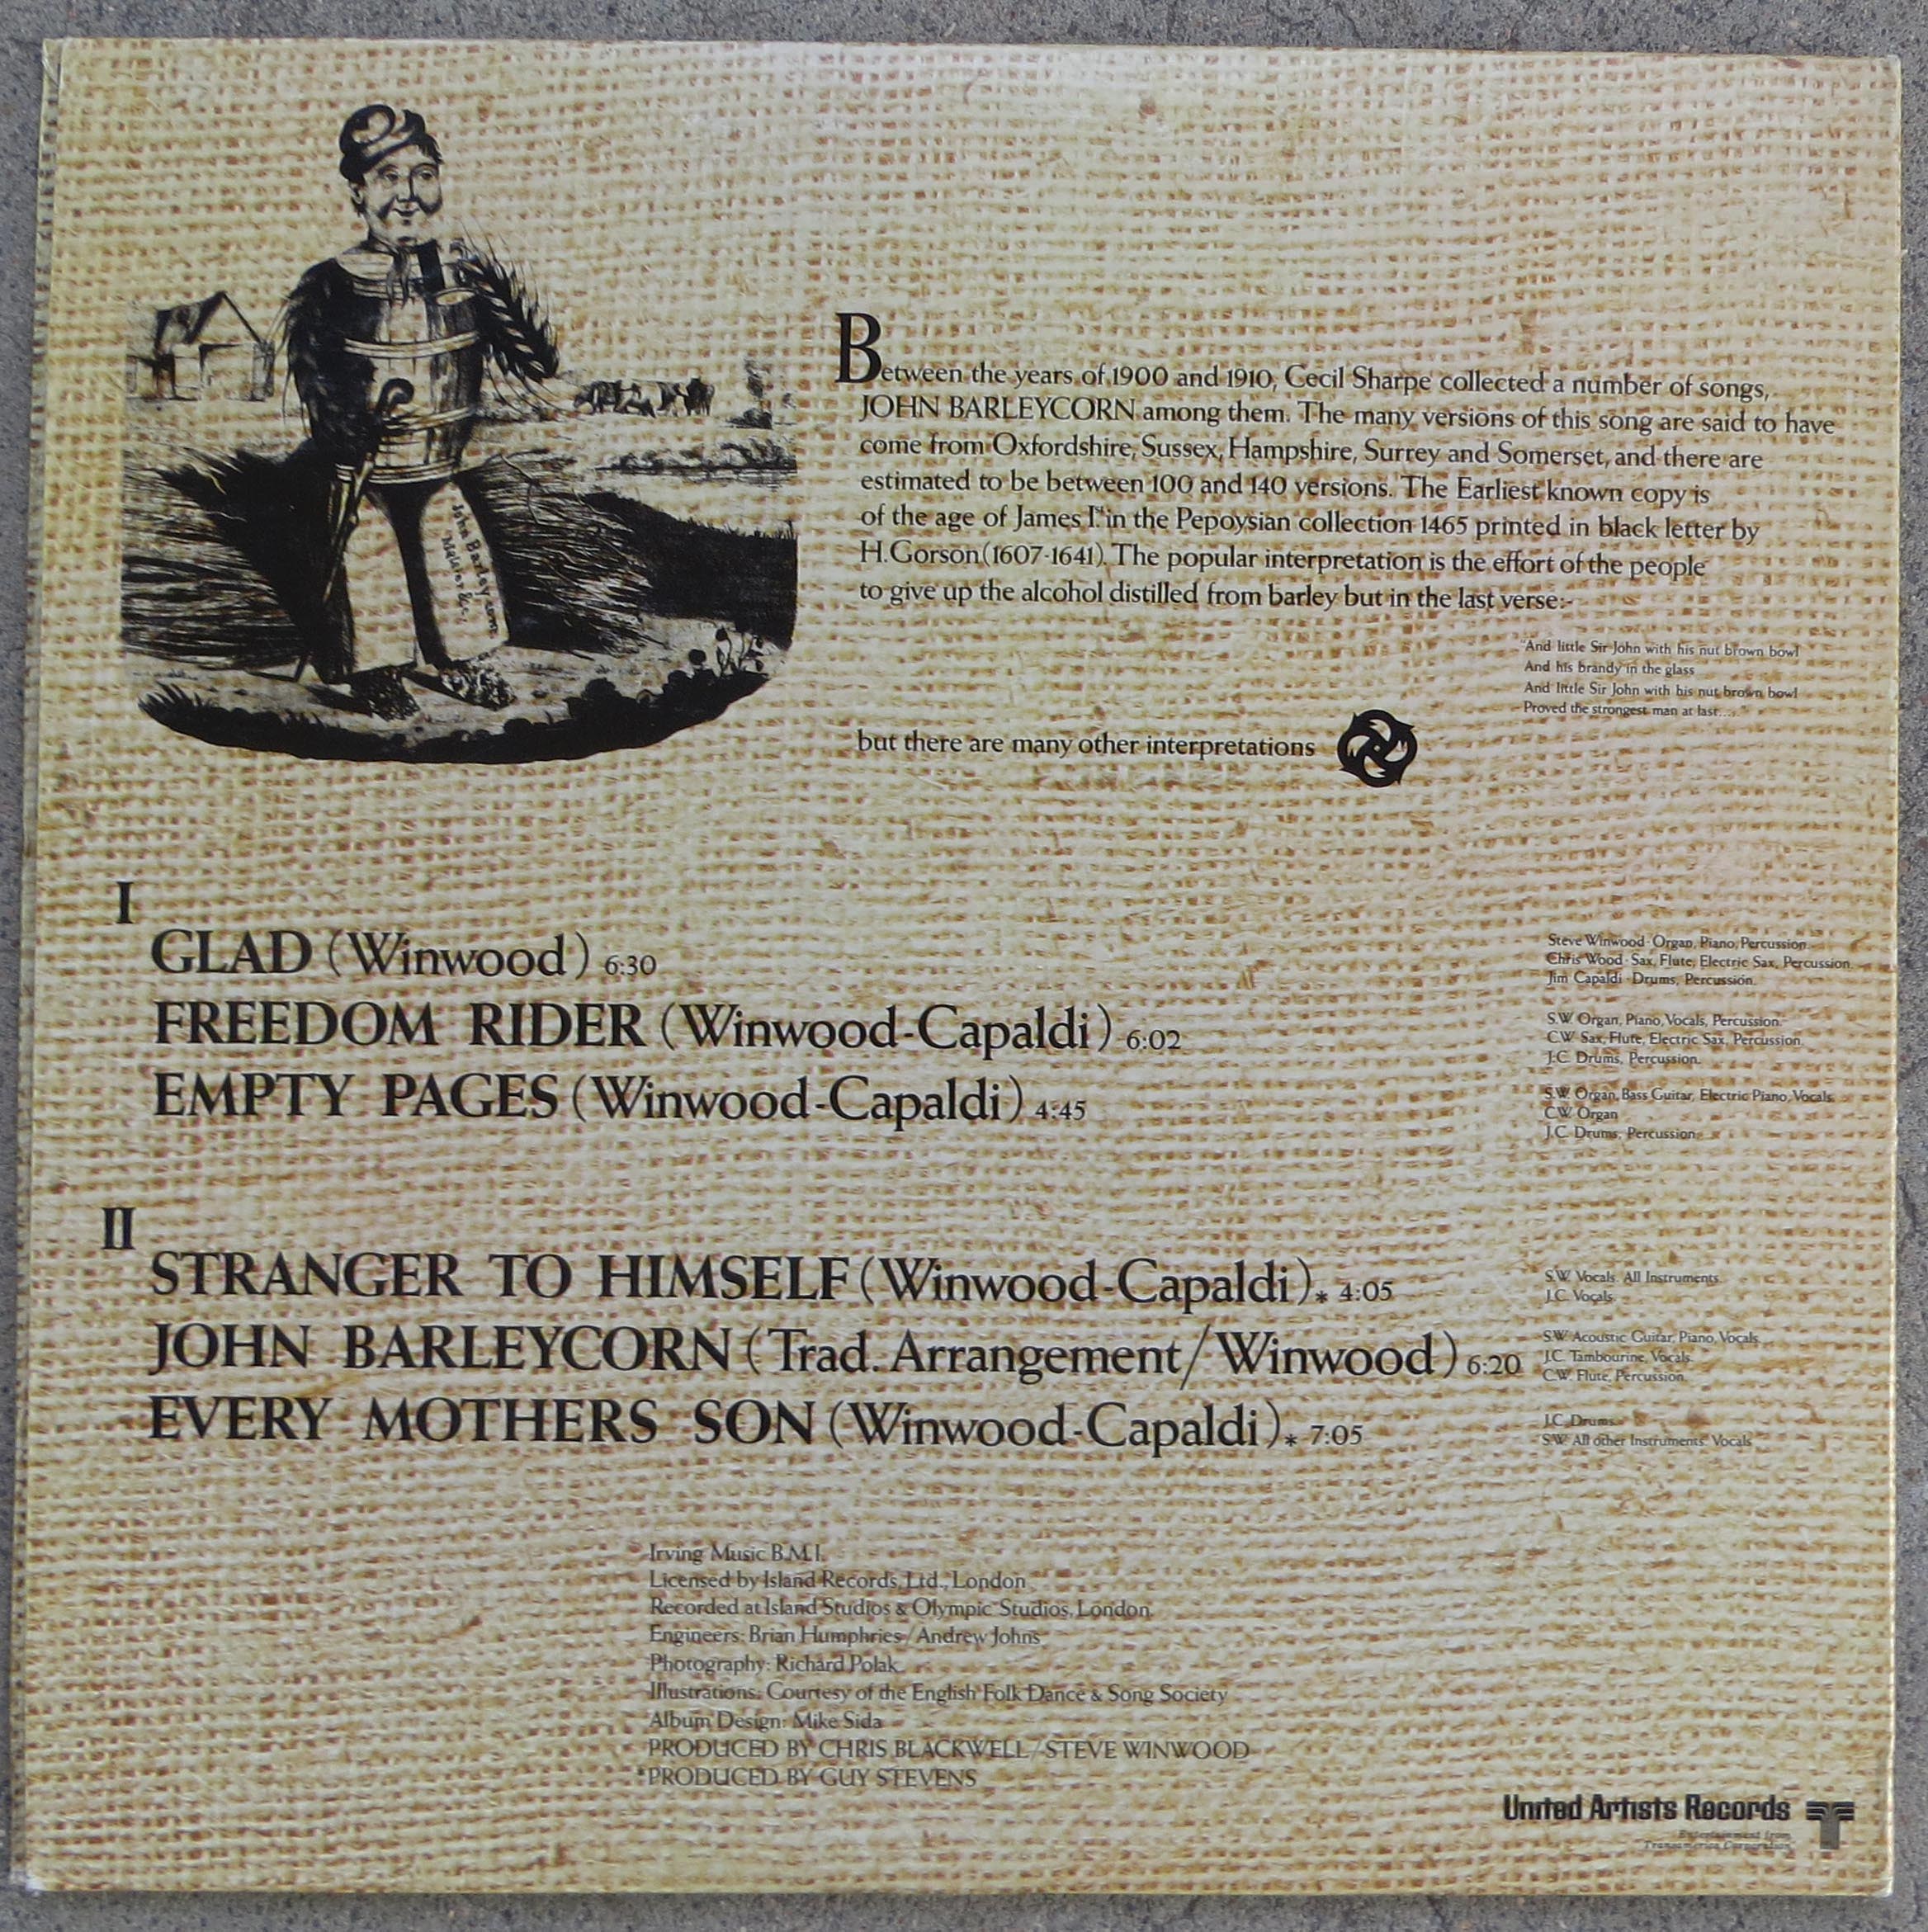 John Barleycorn
Maltster &c.
Between the years of 1900 and 1910, Cecil Sharpe collected a number of songs,
JOHN BARLEYCORN among them. The many versions of this song are said to have
come from Oxfordshire, Sussex, Hampshire, Surrey and Somerset, and there are
estimated to be between 100 and 140 versions. The Earliest known copy is
of the age of James Ist in the Pepoysian collection 1465 printed in black letter by
H.Gorson(1607-1641). The popular interpretation is the effort of the people
to give up the alcohol distilled from barley but in the last verse:-
"And little Sir John with his nut brown bowl
And his brandy in the glass
And little Sir John with his nut brown bowl
Proved the strongest man at last....."
but there are many other interpretations
I
GLAD (Winwood) 6:30
Steve Winwood - Organ, Piano, Percussion.
Chris Wood - Sax, Flute, Electric Sax, Percussion.
Jim Capaldi - Drums, Percussion.
FREEDOM RIDER (Winwood-Capaldi) 6:02
S.W. Organ, Piano, Vocals, Percussion.
C.W. Sax, Flute, Electric Sax, Percussion.
J.C. Drums, Percussion.
EMPTY PAGES (Winwood-Capaldi) 4:45
S.W. Organ, Bass Guitar, Electric Piano, Vocals.
C.W. Organ
J.C. Drums, Percussion.
II
STRANGER TO HIMSELF (Winwood-Capaldi)* 4:05
S.W. Vocals. All Instruments.
J.C. Vocals.
JOHN BARLEYCORN (Trad. Arrangement/Winwood) 6:20
S.W. Acoustic Guitar, Piano, Vocals.
J.C. Tambourine, Vocals.
C.W. Flute, Percussion.
EVERY MOTHERS SON (Winwood-Capaldi)* 7:05
J.C. Drums.
S.W. All other Instruments. Vocals
Irving Music B.M.I.
Licensed by Island Records, Ltd., London
Recorded at Island Studios & Olympic Studios, London
Engineers: Brian Humphries/Andrew Johns
Photography: Richard Polak
Illustrations: Courtesy of the English Folk Dance & Song Society
Album Design: Mike Sida
PRODUCED BY CHRIS BLACKWELL/STEVE WINWOOD
*PRODUCED BY GUY STEVENS
United Artists Records
Entertainment from
Transamerica Corporation